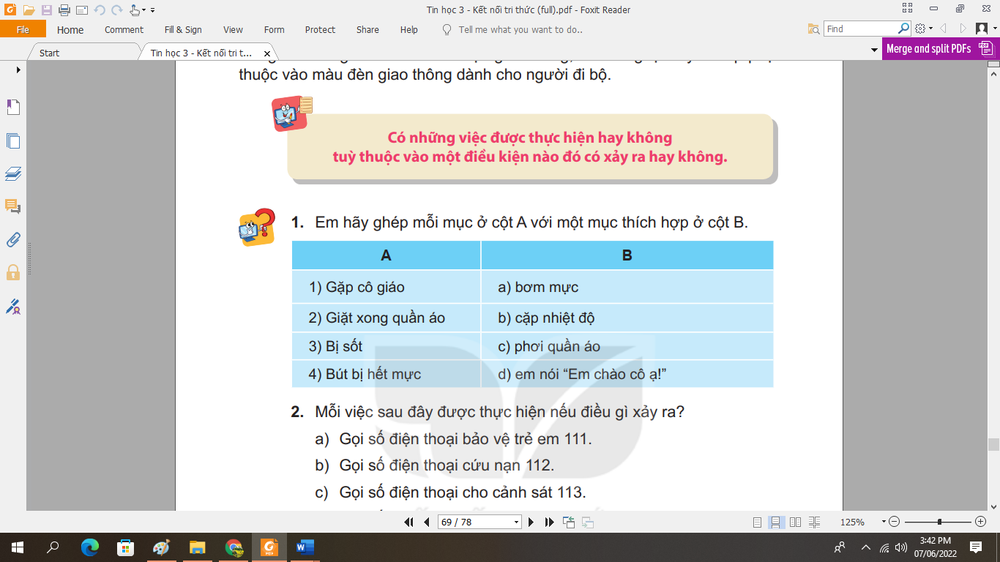 Tin học 3 - Kết nối tri thức (full).pdf - Foxit Reader
File Home Comment Fill & Sign View Form Protect Share Help Tell me what you want to do.. Find
Start Tin học 3 - Kết nối tri t... Merge and split PDFs
thuộc vào màu đèn giao thông dành cho người đi bộ.
Có những việc được thực hiện hay không
tuỳ thuộc vào một điều kiện nào đó có xảy ra hay không.
1. Em hãy ghép mỗi mục ở cột A với một mục thích hợp ở cột B.
A B
1) Gặp cô giáo a) bơm mực
2) Giặt xong quần áo b) cặp nhiệt độ
3) Bị sốt c) phơi quần áo
4) Bút bị hết mực d) em nói “Em chào cô ạ!”
2. Mỗi việc sau đây được thực hiện nếu điều gì xảy ra?
a) Gọi số điện thoại bảo vệ trẻ em 111.
b) Gọi số điện thoại cứu nạn 112.
c) Gọi số điện thoại cho cảnh sát 113.
69 / 78 125%
3:42 PM
07/06/2022